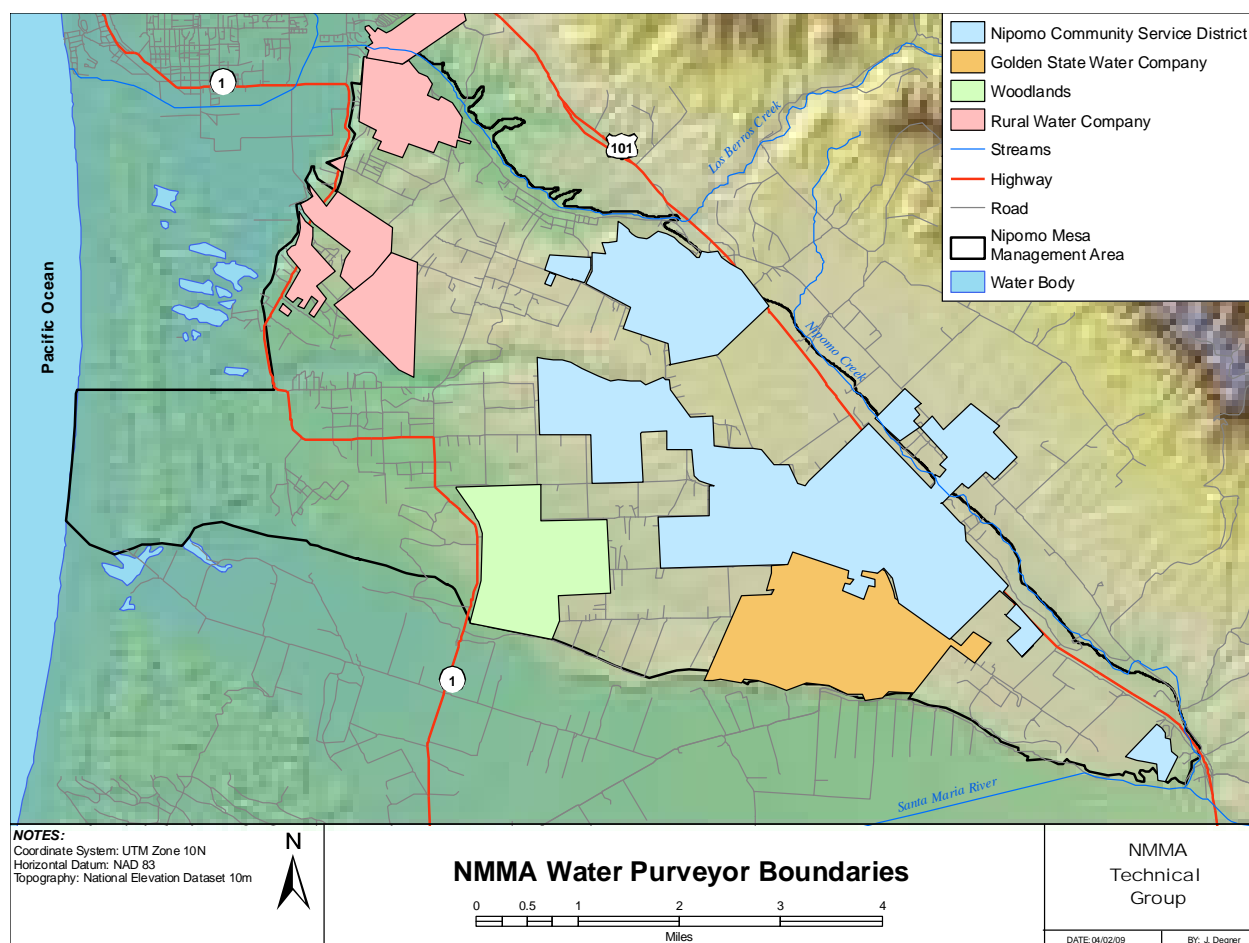 Nipomo Community Service District
Golden State Water Company
Woodlands
Rural Water Company
Streams
Highway
Road
Nipomo Mesa
Management Area
Water Body
1
101
Los Berros Creek
Pacific Ocean
Nipomo Creek
1
Santa Maria River
NOTES:
Coordinate System: UTM Zone 10N
Horizontal Datum: NAD 83
Topography: National Elevation Dataset 10m
N
NMMA Water Purveyor Boundaries
0 0.5 1 2 3 4
Miles
NMMA
Technical
Group
DATE: 04/02/09 BY: J. Degner